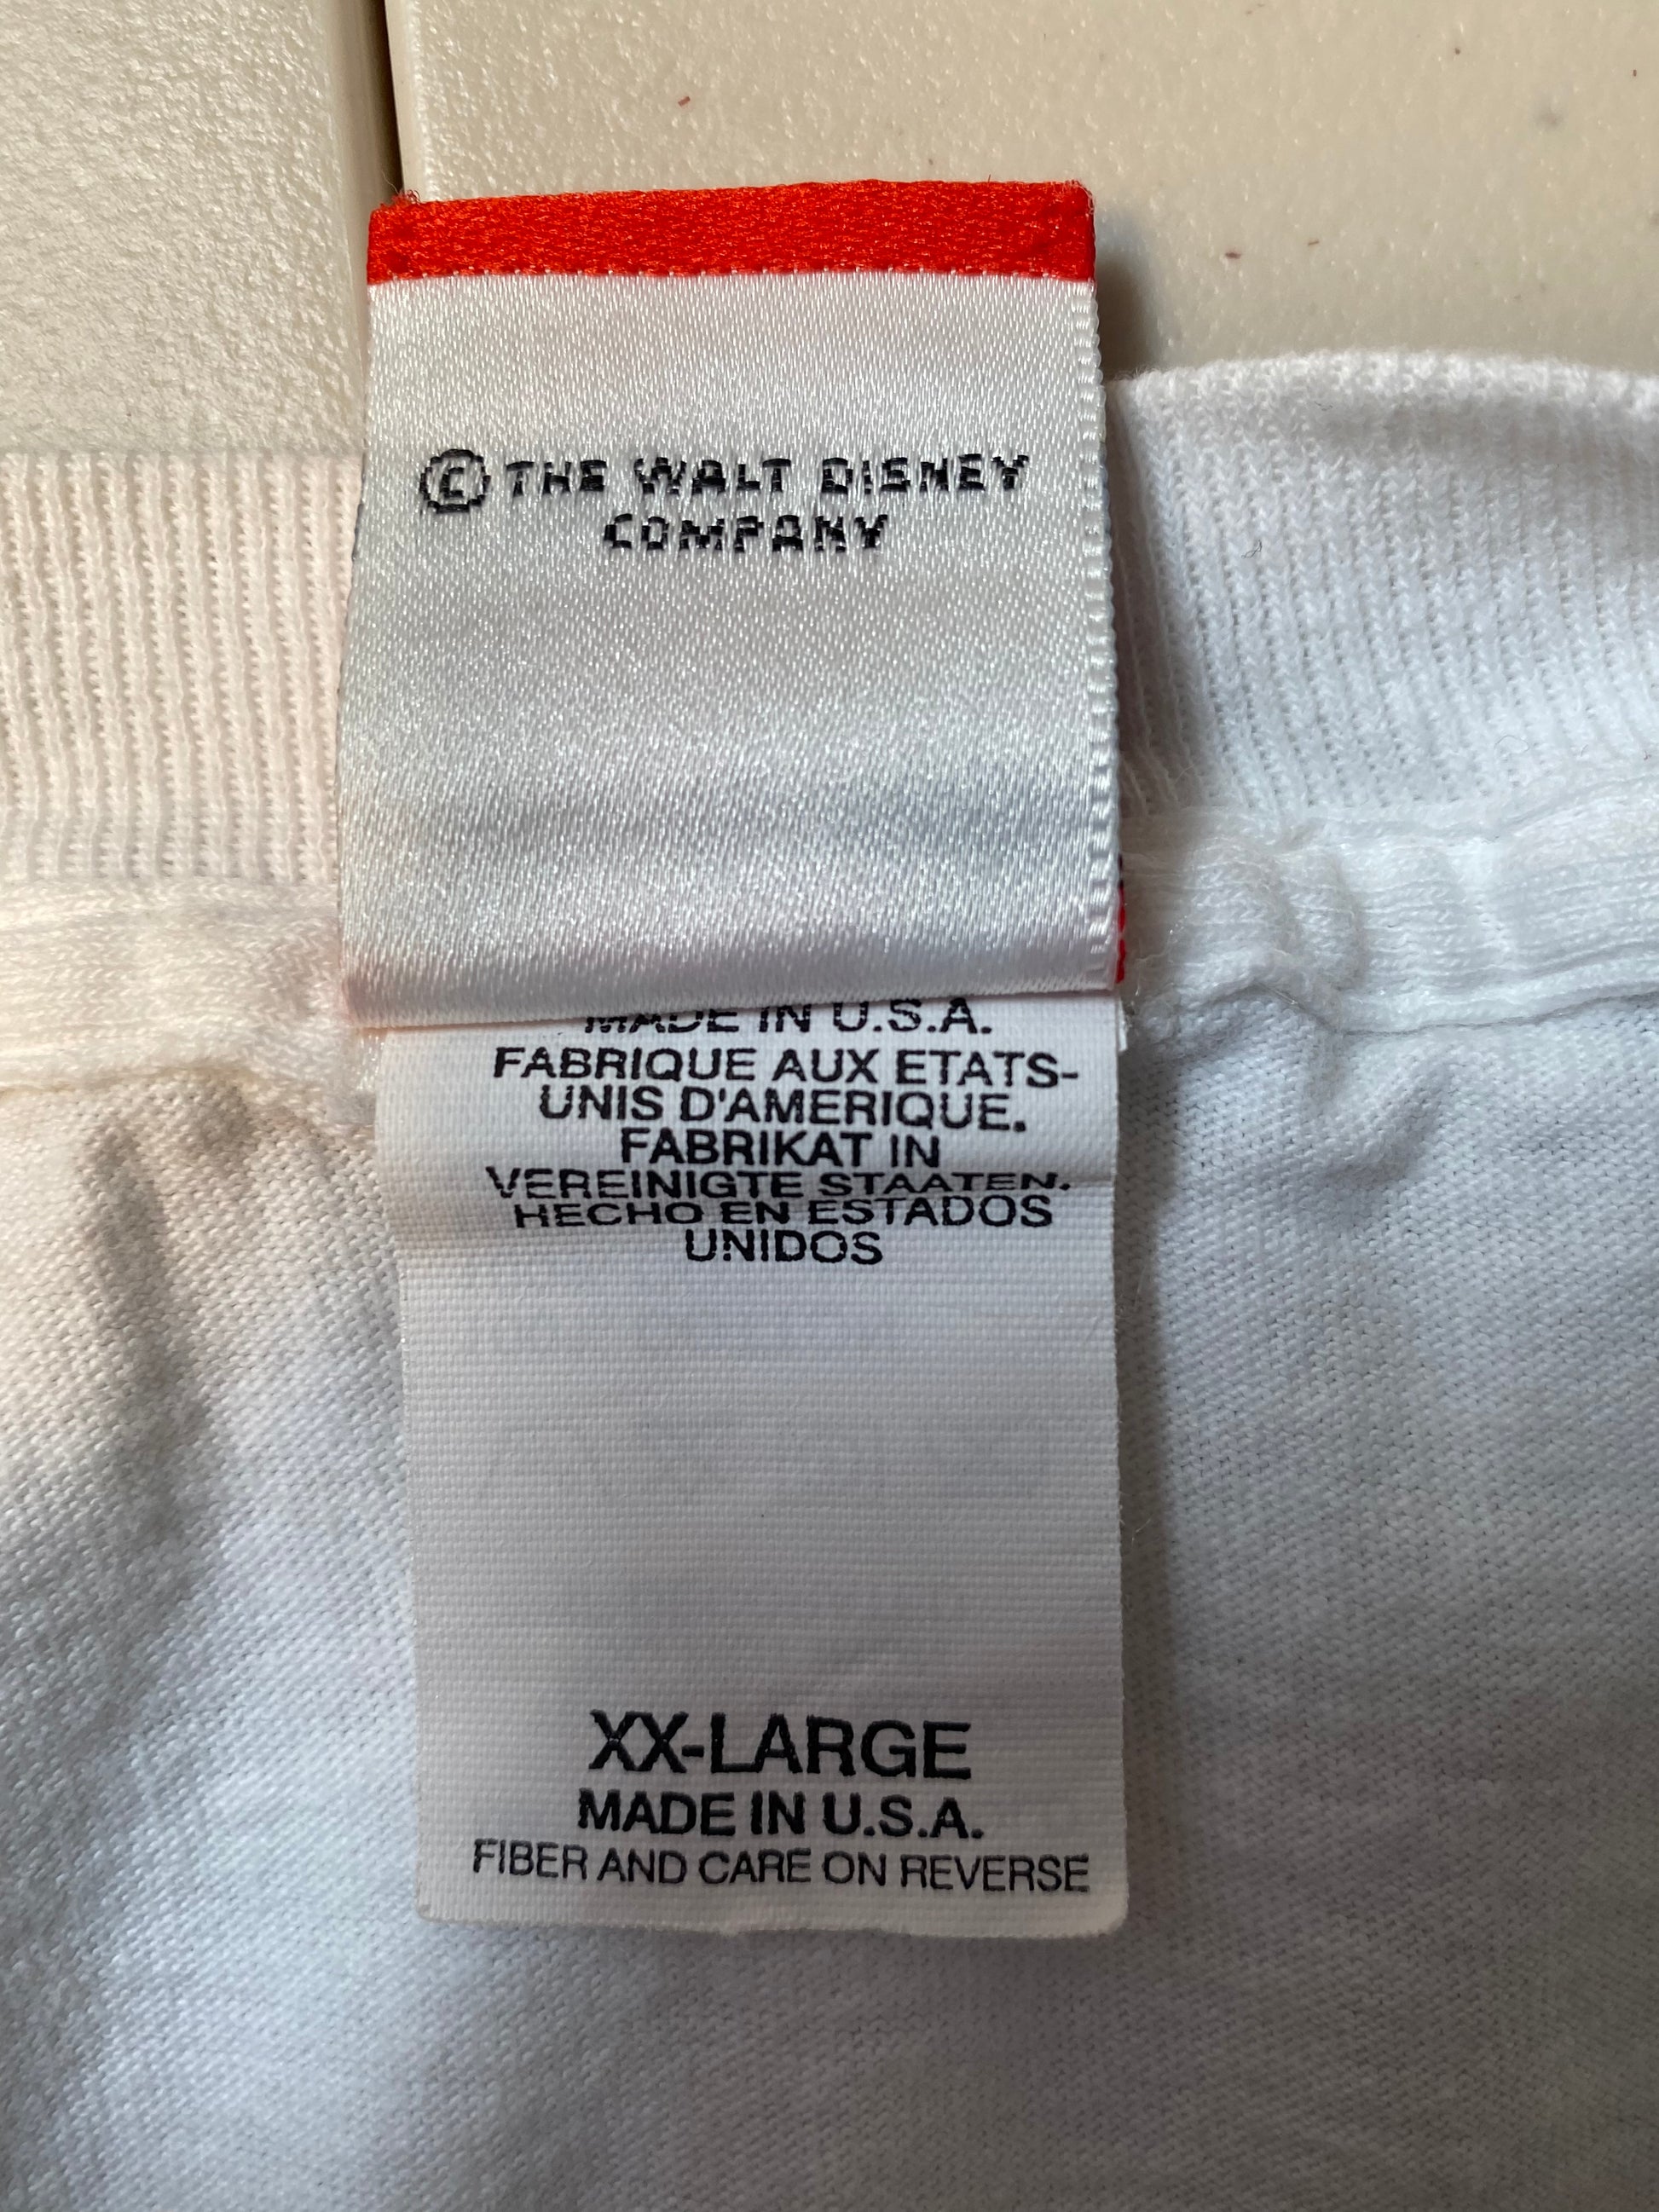 ©THE WALT DISNEY
COMPANY
MADE IN U.S.A.
FABRIQUE AUX ETATS-
UNIS D'AMERIQUE.
FABRIKAT IN
VEREINIGTE STAATEN.
HECHO EN ESTADOS
UNIDOS
XX-LARGE
MADE IN U.S.A.
FIBER AND CARE ON REVERSE